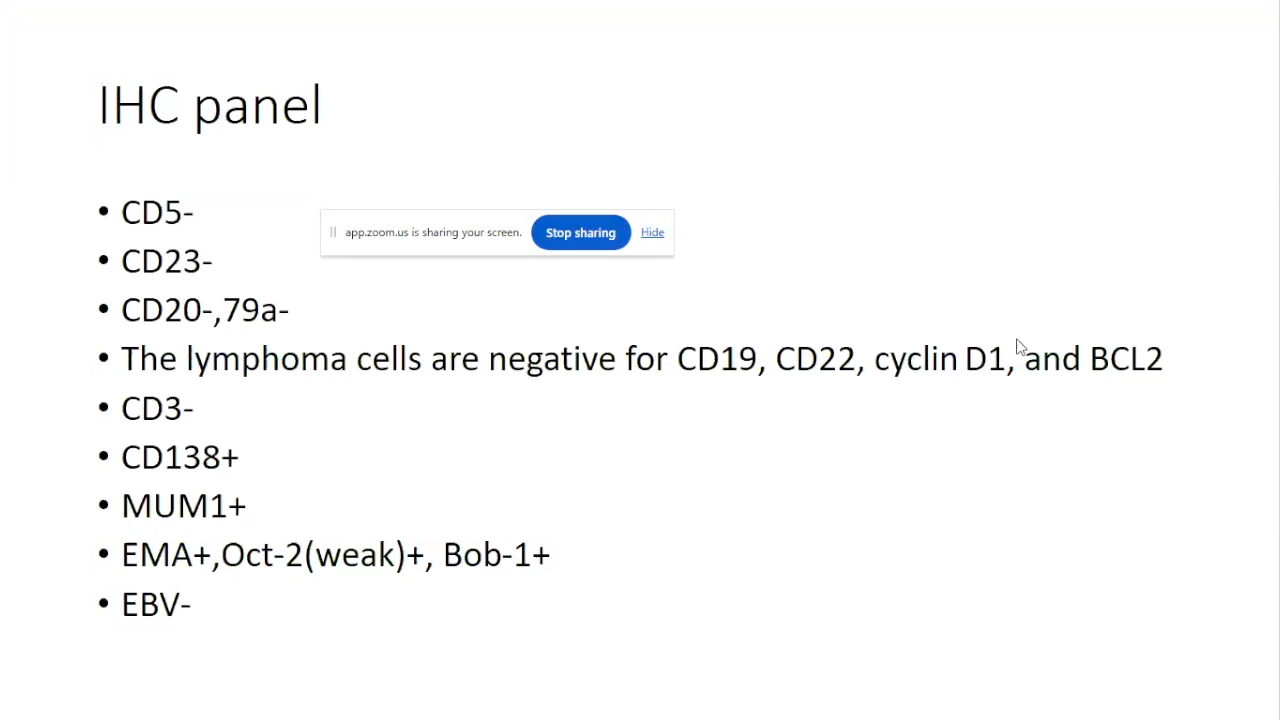 IHC panel
• CD5-
app.zoom.us is sharing your screen. Stop sharing Hide
• CD23-
• CD20-,79a-
• The lymphoma cells are negative for CD19, CD22, cyclin D1, and BCL2
• CD3-
• CD138+
• MUM1+
• EMA+,Oct-2(weak)+, Bob-1+
• EBV-